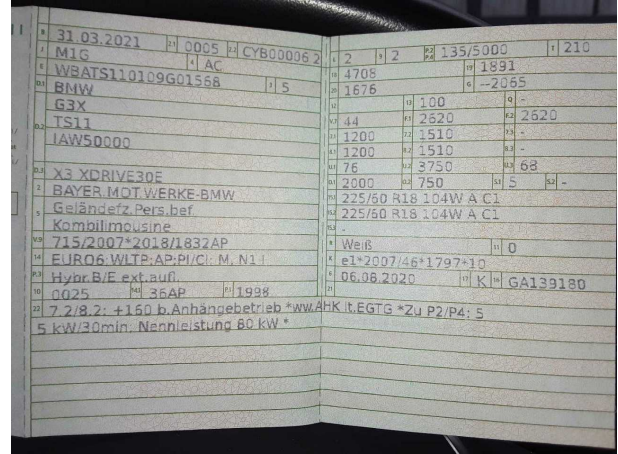 B 31.03.2021 2.1 0005 2.2 CYB00006 2
J M1G 4 AC
E WBATS110109G01568 3 5
D.1 BMW
D.2 G3X
TS11
IAW50000
D.3 X3 XDRIVE30E
2 BAYER.MOT.WERKE-BMW
5 Geländefz.Pers.bef.
Kombilimousine
V.9 715/2007*2018/1832AP
14 EURO6;WLTP;AP;PI/CI; M, N1 I
P.3 Hybr.B/E ext.aufl.
10 0025 14.1 36AP P.1 1998
22 7.2/8.2: +160 b.Anhängebetrieb *ww.AHK lt.EGTG *Zu P2/P4: 5
5 kW/30min. Nennleistung 80 kW *
L 2 9 2 P.2 P.4 135/5000 T 210
18 4708 19 1891
20 1676 G --2065
12 - 13 100 Q -
V.7 44 F.1 2620 F.2 2620
7.1 1200 7.2 1510 7.3 -
8.1 1200 8.2 1510 8.3 -
U.1 76 U.2 3750 U.3 68
O.1 2000 O.2 750 S.1 5 S.2 -
15.1 225/60 R18 104W A C1
15.2 225/60 R18 104W A C1
15.3 -
R Weiß 11 0
K e1*2007/46*1797*10
6 06.08.2020 17 K 16 GA139180
21